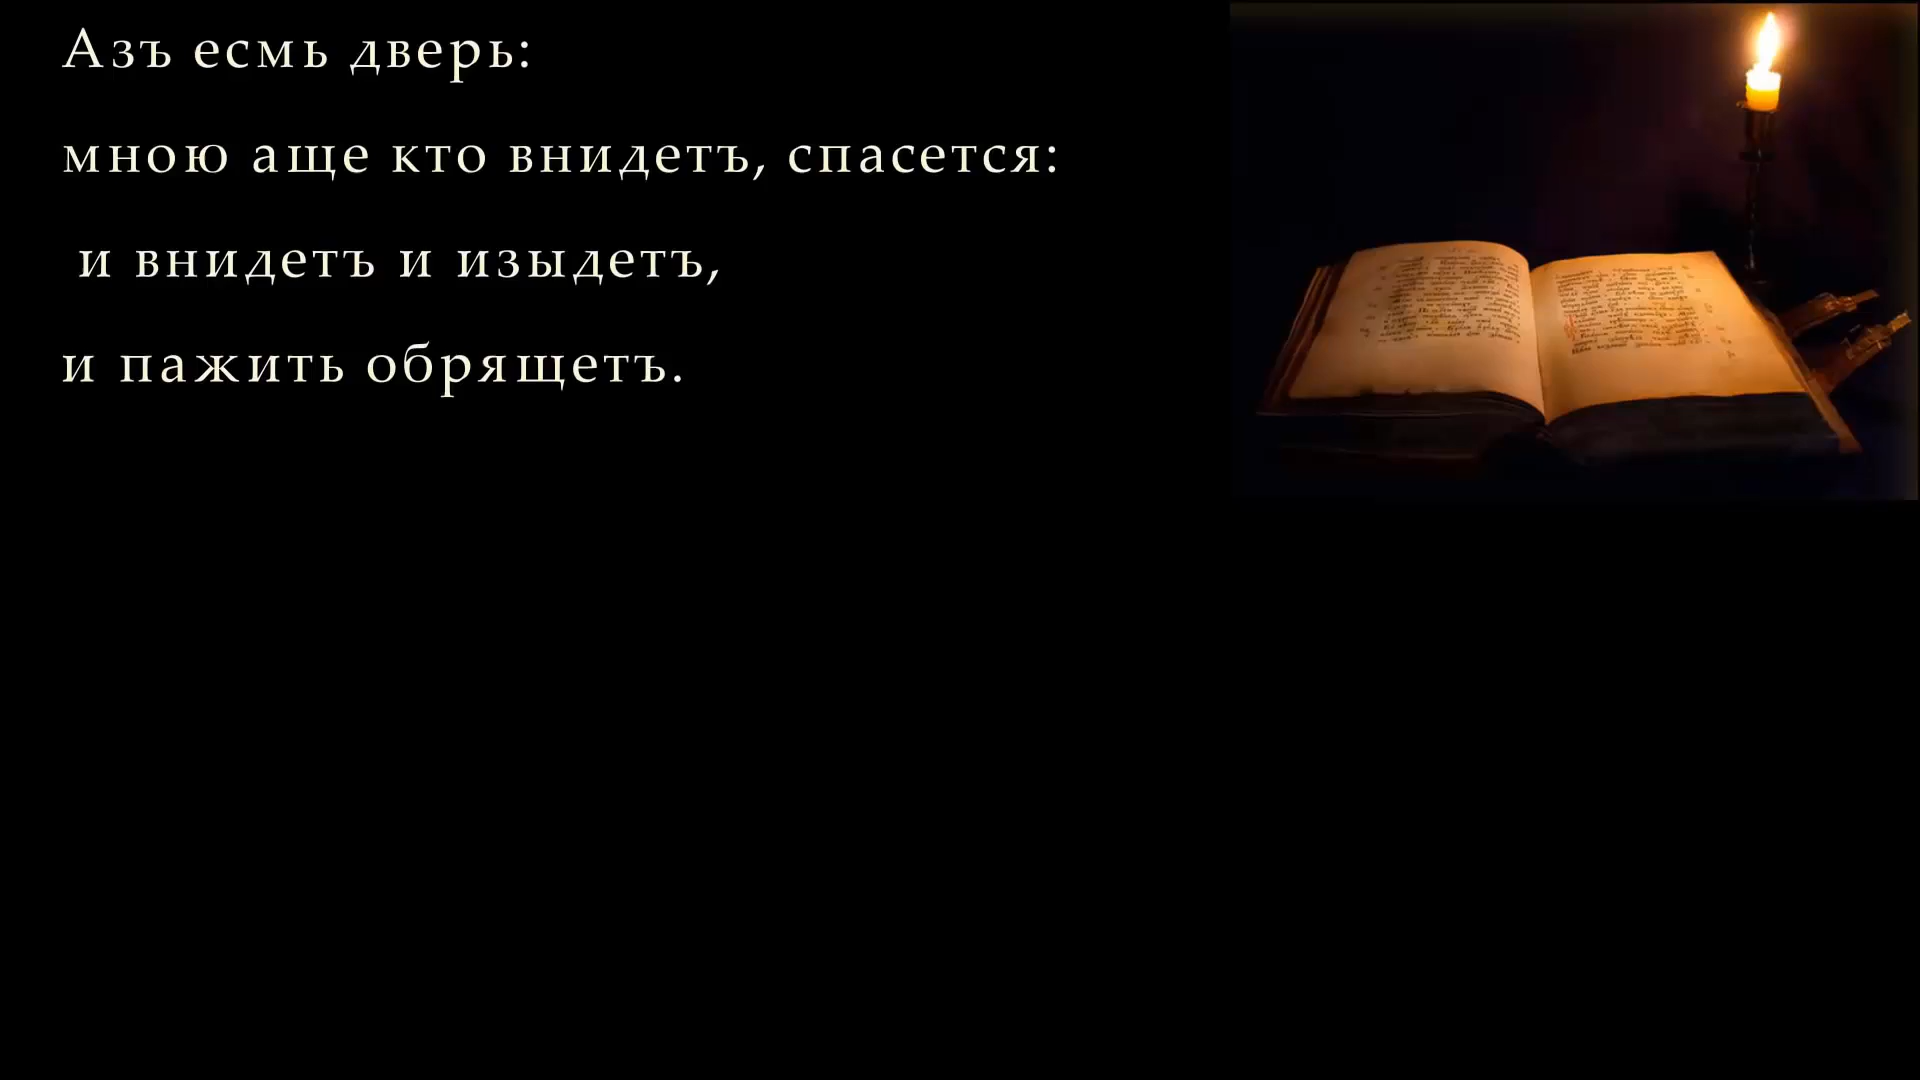 Азъ есмь дверь:
мною аще кто внидетъ, спасется:
и внидетъ и изыдетъ,
и пажить обрящетъ.